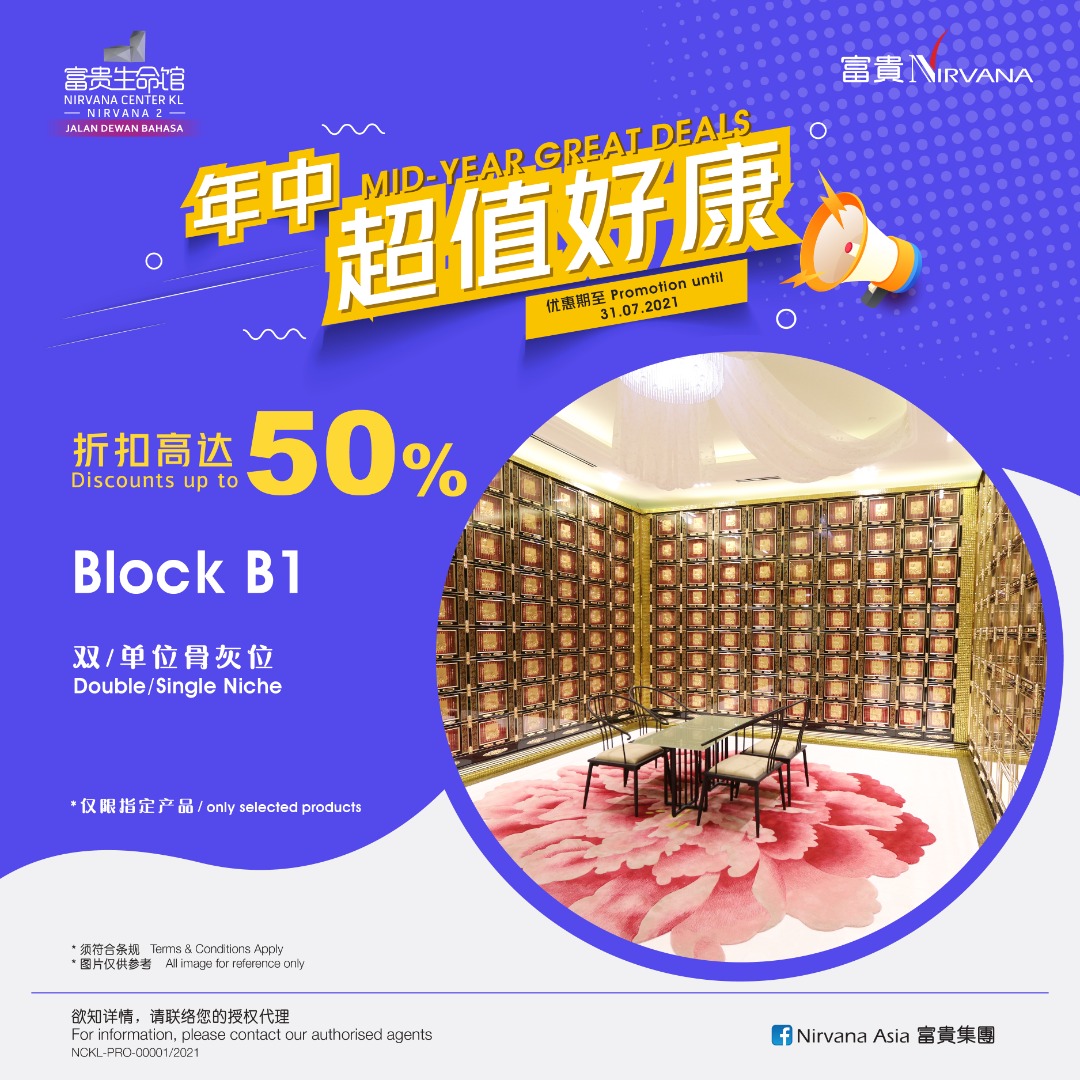 富贵生命馆
NIRVANA CENTER KL
NIRVANA 2
JALAN DEWAN BAHASA
富貴 NIRVANA
年中
MID-YEAR GREAT DEALS
超值好康
优惠期至 Promotion until
31.07.2021
折扣高达
Discounts up to
50%
Block B1
双/单位骨灰位
Double/Single Niche
*仅限指定产品/ only selected products
* 须符合条规 Terms & Conditions Apply
* 图片仅供参考 All image for reference only
欲知详情，请联络您的授权代理
For information, please contact our authorised agents
NCKL-PRO-00001/2021
Nirvana Asia 富貴集團